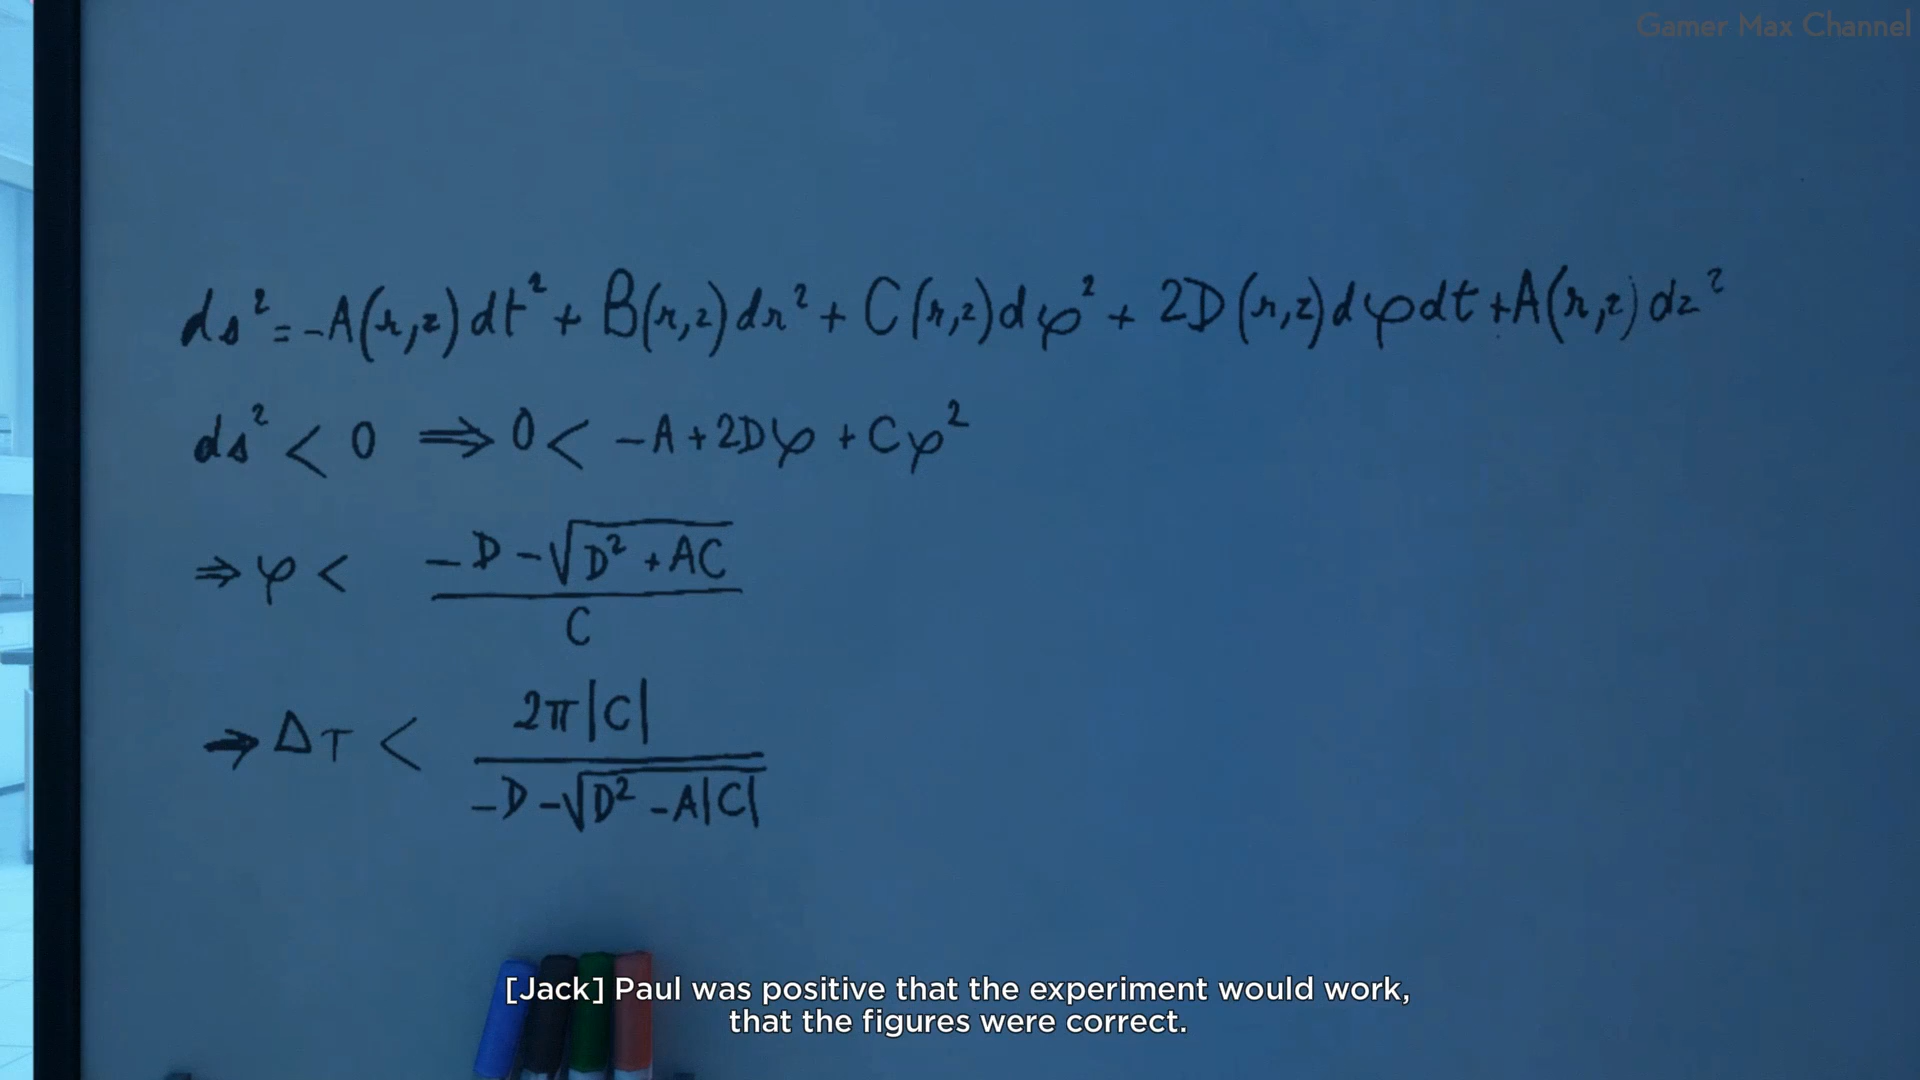 Gamer Max Channel
ds² = -A(r,z)dt² + B(r,z)dr² + C(r,z)dφ² + 2D(r,z)dφdt + A(r,z)dz²
ds² < 0 ⇒ 0 < -A + 2Dφ + Cφ²
⇒ φ < (-D - √(D² + AC)) / C
⇒ ΔT < 2π|C| / (-D - √(D² - A|C|))
[Jack] Paul was positive that the experiment would work,
that the figures were correct.